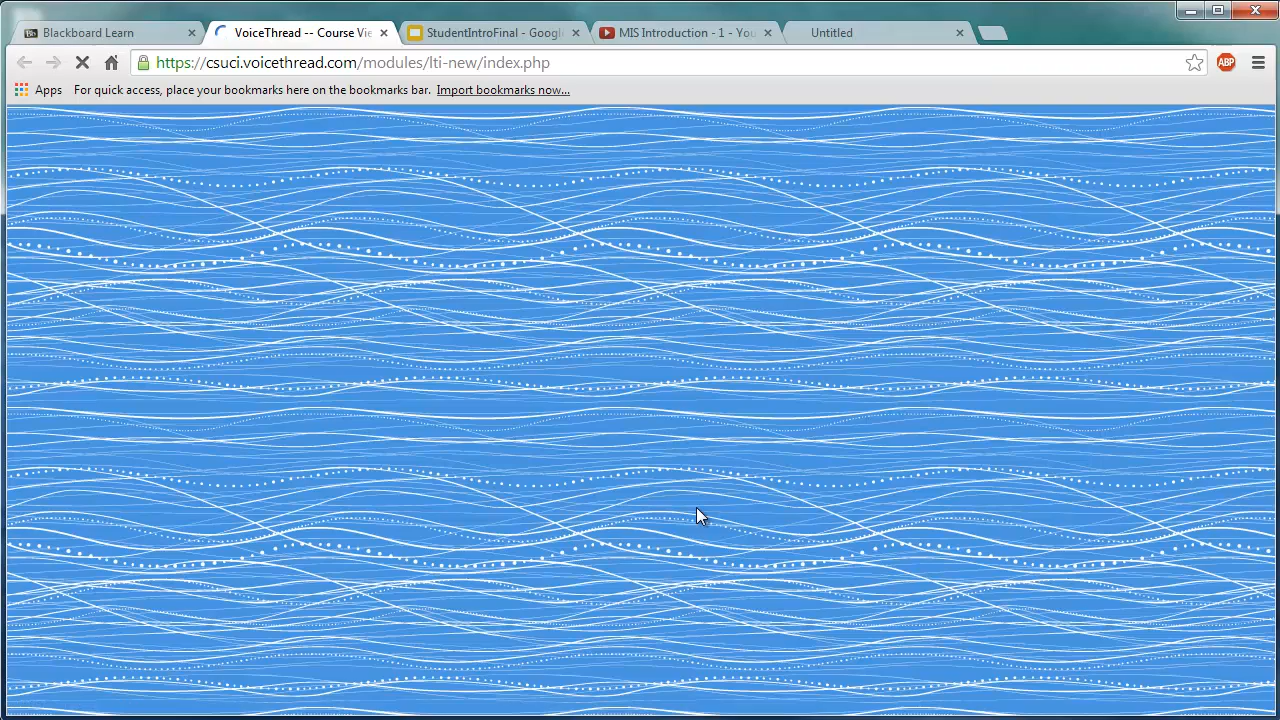 Blackboard Learn
VoiceThread -- Course Vie
StudentIntroFinal - Googl
MIS Introduction - 1 - You
Untitled
https://csuci.voicethread.com/modules/lti-new/index.php
ABP
Apps
For quick access, place your bookmarks here on the bookmarks bar. Import bookmarks now...